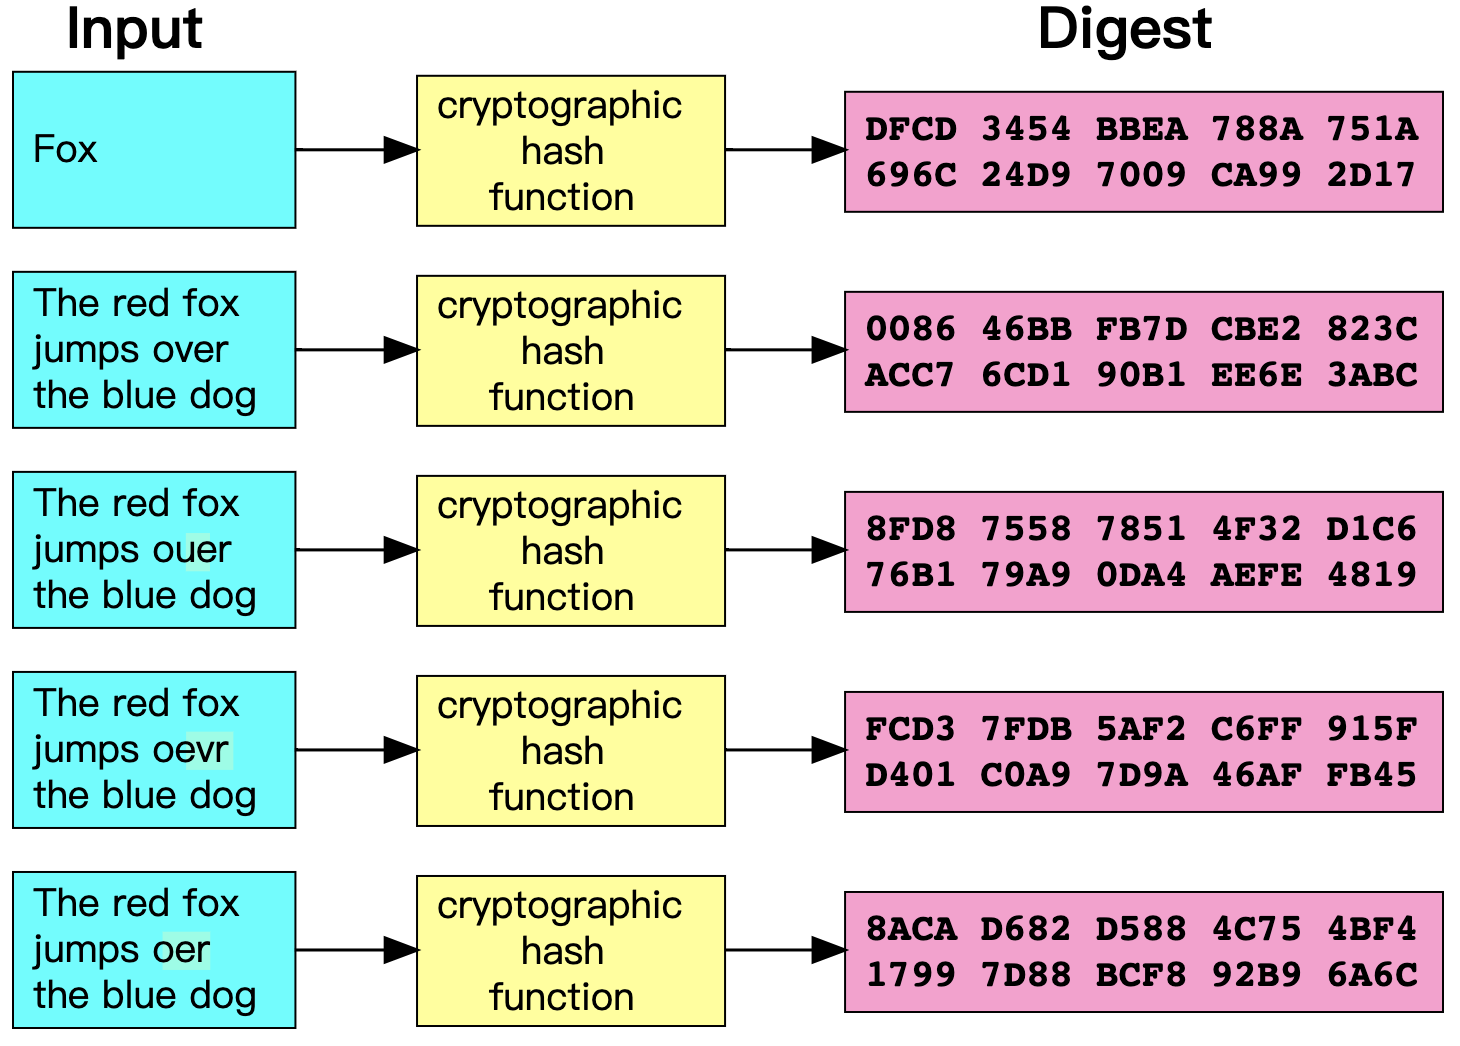 Input
Digest
Fox
cryptographic
hash
function
DFCD 3454 BBEA 788A 751A
696C 24D9 7009 CA99 2D17
The red fox
jumps over
the blue dog
cryptographic
hash
function
0086 46BB FB7D CBE2 823C
ACC7 6CD1 90B1 EE6E 3ABC
The red fox
jumps ouer
the blue dog
cryptographic
hash
function
8FD8 7558 7851 4F32 D1C6
76B1 79A9 0DA4 AEFE 4819
The red fox
jumps oevr
the blue dog
cryptographic
hash
function
FCD3 7FDB 5AF2 C6FF 915F
D401 C0A9 7D9A 46AF FB45
The red fox
jumps oer
the blue dog
cryptographic
hash
function
8ACA D682 D588 4C75 4BF4
1799 7D88 BCF8 92B9 6A6C